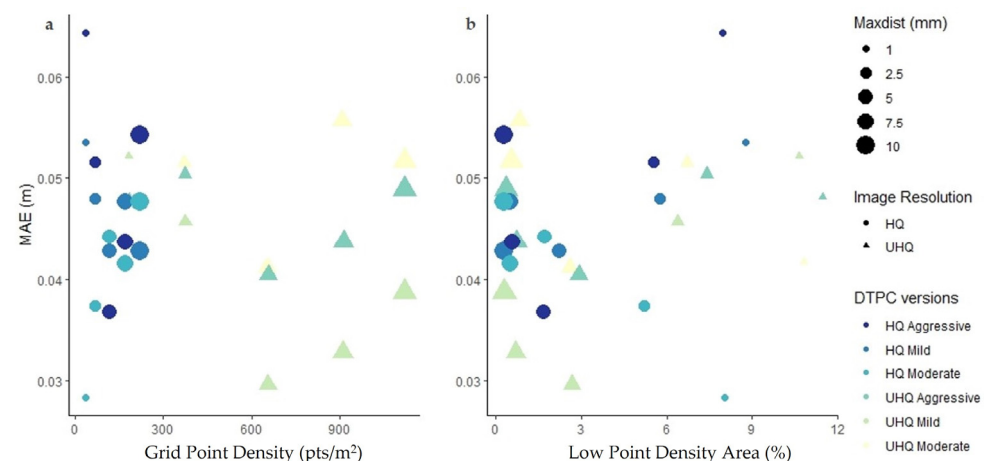 a
0.06
0.05
0.04
0.03
MAE (m)
0
300
600
900
Grid Point Density (pts/m²)
b
0
3
6
9
12
Low Point Density Area (%)
Maxdist (mm)
1
2.5
5
7.5
10
Image Resolution
HQ
UHQ
DTPC versions
HQ Aggressive
HQ Mild
HQ Moderate
UHQ Aggressive
UHQ Mild
UHQ Moderate